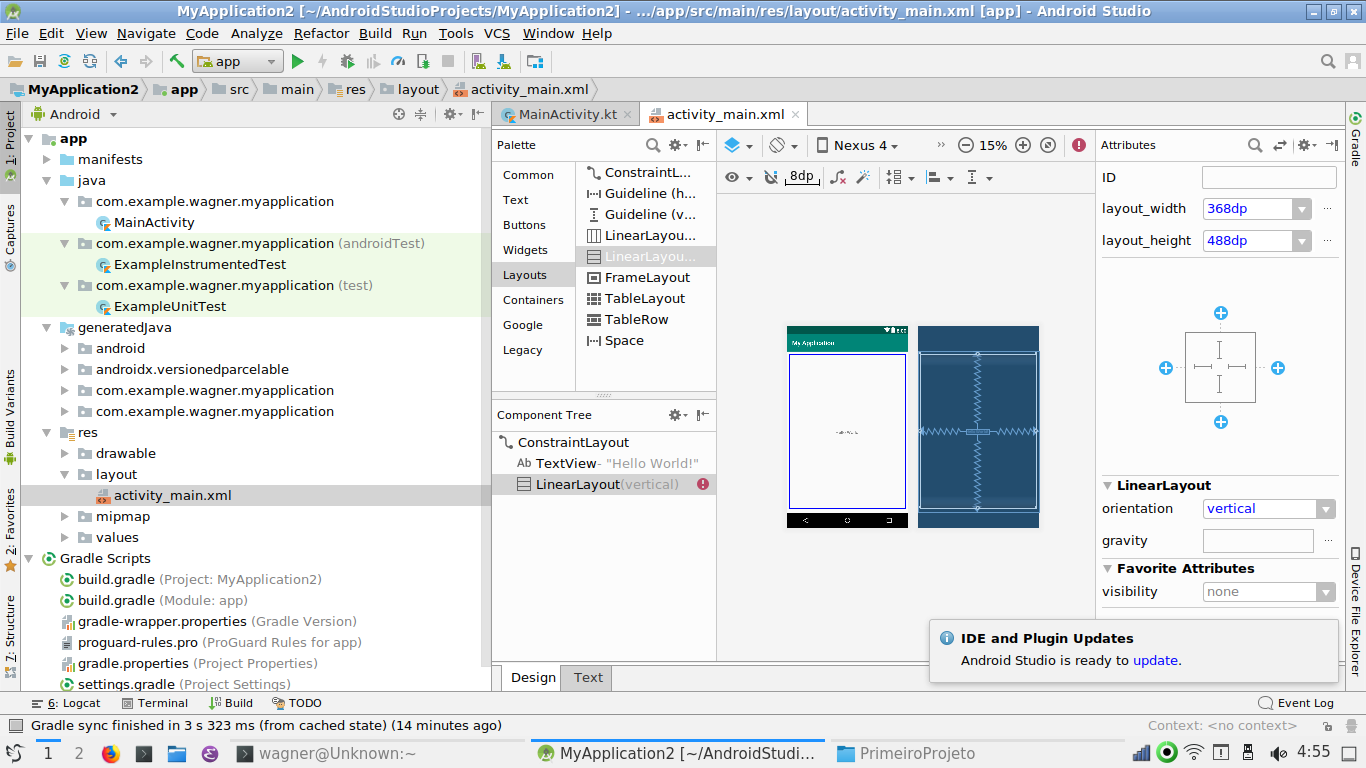 MyApplication2 [~/AndroidStudioProjects/MyApplication2] - .../app/src/main/res/layout/activity_main.xml [app] - Android Studio
File Edit View Navigate Code Analyze Refactor Build Run Tools VCS Window Help
app
MyApplication2 app src main res layout activity_main.xml
1: Project
Captures
Build Variants
2: Favorites
7: Structure
Android
app
manifests
java
com.example.wagner.myapplication
MainActivity
com.example.wagner.myapplication (androidTest)
ExampleInstrumentedTest
com.example.wagner.myapplication (test)
ExampleUnitTest
generatedJava
android
androidx.versionedparcelable
com.example.wagner.myapplication
com.example.wagner.myapplication
res
drawable
layout
activity_main.xml
mipmap
values
Gradle Scripts
build.gradle (Project: MyApplication2)
build.gradle (Module: app)
gradle-wrapper.properties (Gradle Version)
proguard-rules.pro (ProGuard Rules for app)
gradle.properties (Project Properties)
settings.gradle (Project Settings)
MainActivity.kt
activity_main.xml
Palette
Common
Text
Buttons
Widgets
Layouts
Containers
Google
Legacy
ConstraintL...
Guideline (h...
Guideline (v...
LinearLayou...
LinearLayou...
FrameLayout
TableLayout
TableRow
Space
Component Tree
ConstraintLayout
Ab TextView- "Hello World!"
LinearLayout(vertical)
Nexus 4
15%
8dp
My Application
Design
Text
Attributes
ID
layout_width 368dp
layout_height 488dp
LinearLayout
orientation vertical
gravity
Favorite Attributes
visibility none
IDE and Plugin Updates
Android Studio is ready to update.
Gradle
Device File Explorer
6: Logcat Terminal Build TODO Event Log
Gradle sync finished in 3 s 323 ms (from cached state) (14 minutes ago)
Context: <no context>
1 2 wagner@Unknown:~ MyApplication2 [~/AndroidStudi... PrimeiroProjeto 4:55